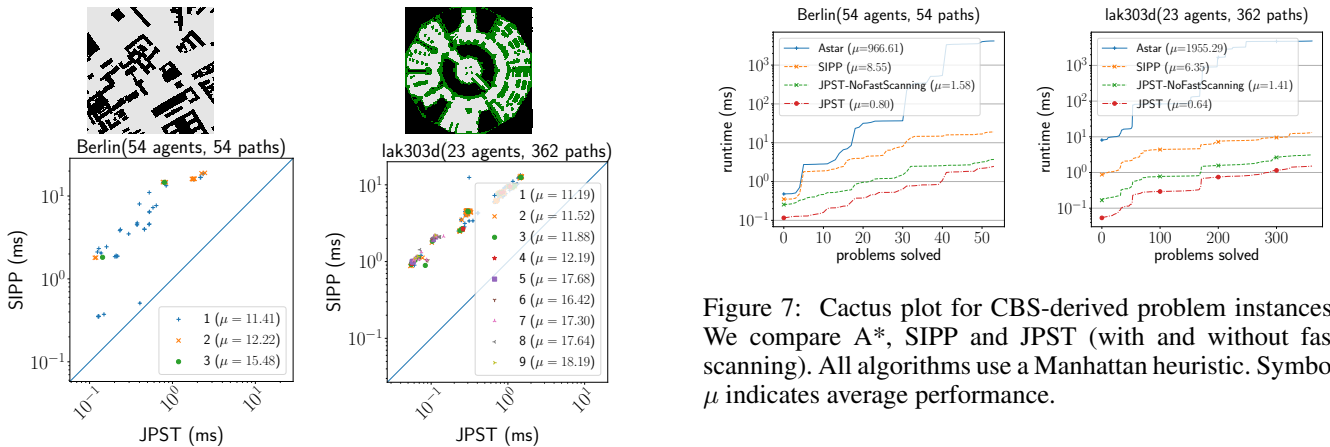 Berlin(54 agents, 54 paths)
SIPP (ms)
10^1
10^0
10^-1
1 (μ = 11.41)
2 (μ = 12.22)
3 (μ = 15.48)
10^-1
10^0
10^1
JPST (ms)
lak303d(23 agents, 362 paths)
SIPP (ms)
10^1
10^0
10^-1
1 (μ = 11.19)
2 (μ = 11.52)
3 (μ = 11.88)
4 (μ = 12.19)
5 (μ = 17.68)
6 (μ = 16.42)
7 (μ = 17.30)
8 (μ = 17.64)
9 (μ = 18.19)
10^-1
10^0
10^1
JPST (ms)
Berlin(54 agents, 54 paths)
runtime (ms)
10^3
10^2
10^1
10^0
10^-1
Astar (μ=966.61)
SIPP (μ=8.55)
JPST-NoFastScanning (μ=1.58)
JPST (μ=0.80)
0 10 20 30 40 50
problems solved
lak303d(23 agents, 362 paths)
runtime (ms)
10^3
10^2
10^1
10^0
10^-1
Astar (μ=1955.29)
SIPP (μ=6.35)
JPST-NoFastScanning (μ=1.41)
JPST (μ=0.64)
0 100 200 300
problems solved
Figure 7: Cactus plot for CBS-derived problem instances
We compare A*, SIPP and JPST (with and without fas
scanning). All algorithms use a Manhattan heuristic. Symbo
μ indicates average performance.